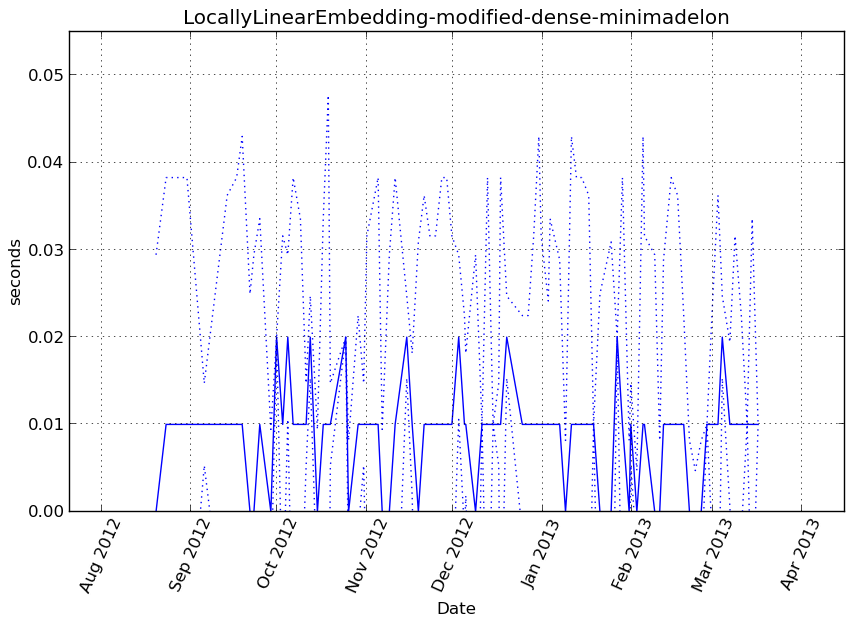 LocallyLinearEmbedding-modified-dense-minimadelon
0.05
0.04
0.03
0.02
0.01
0.00
seconds
Aug 2012
Sep 2012
Oct 2012
Nov 2012
Dec 2012
Jan 2013
Feb 2013
Mar 2013
Apr 2013
Date